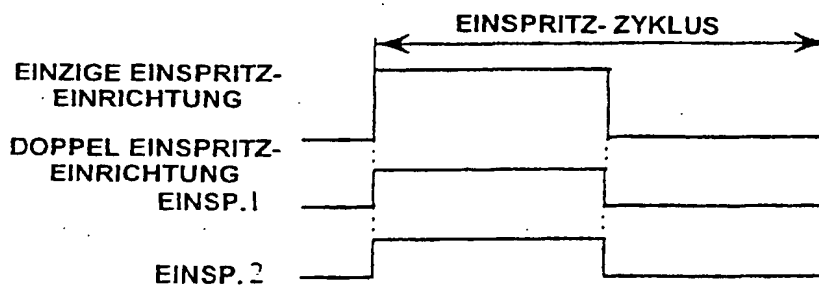 EINSPRITZ- ZYKLUS
EINZIGE EINSPRITZ-
EINRICHTUNG
DOPPEL EINSPRITZ-
EINRICHTUNG
EINSP.1
EINSP.2